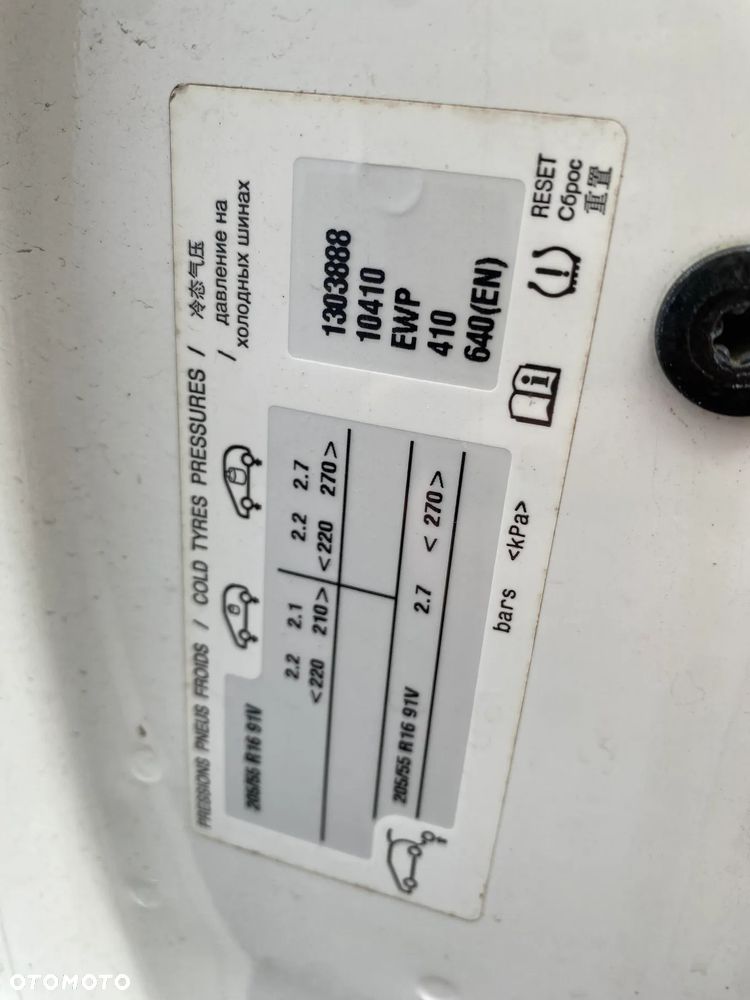 PRESSIONS PNEUS FROIDS / COLD TYRES PRESSURES / 冷态气压
/ давление на
холодных шинах
205/55 R16 91V
2.2 2.1
<220 210>
2.2 2.7
<220 270>
205/55 R16 91V 2.7 <270>
bars <kPa>
1303888
10410
EWP
410
640(EN)
RESET
Сброс
重置
OTOMOTO